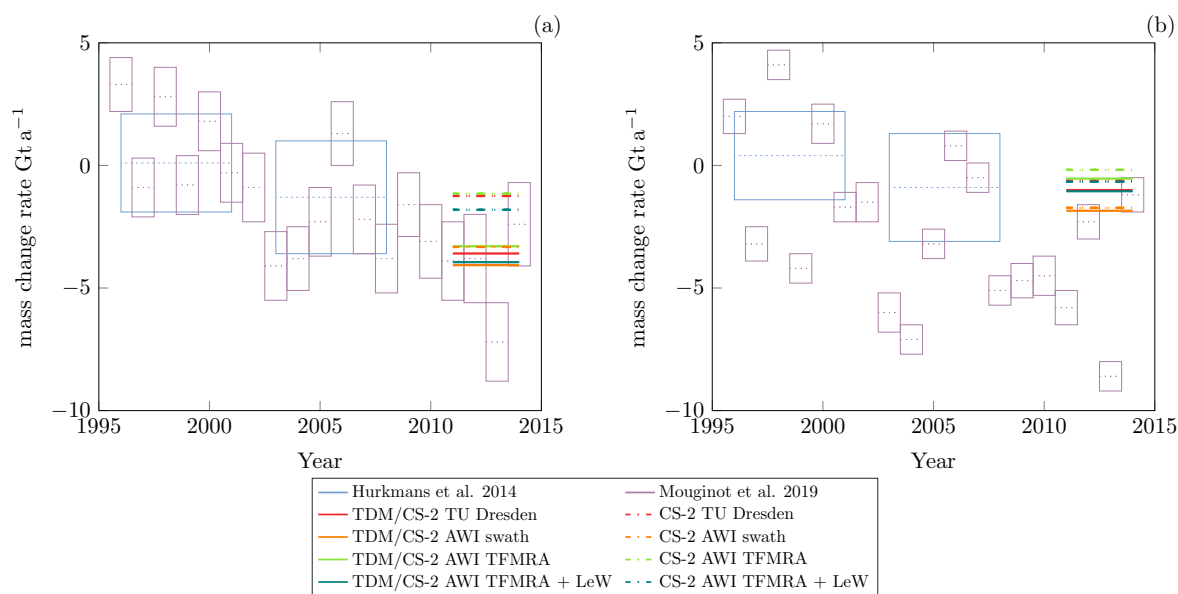 (a)
5
0
−5
−10
1995 2000 2005 2010 2015
Year
mass change rate Gt a⁻¹
(b)
5
0
−5
−10
1995 2000 2005 2010 2015
Year
mass change rate Gt a⁻¹
Hurkmans et al. 2014
Mouginot et al. 2019
TDM/CS-2 TU Dresden
CS-2 TU Dresden
TDM/CS-2 AWI swath
CS-2 AWI swath
TDM/CS-2 AWI TFMRA
CS-2 AWI TFMRA
TDM/CS-2 AWI TFMRA + LeW
CS-2 AWI TFMRA + LeW